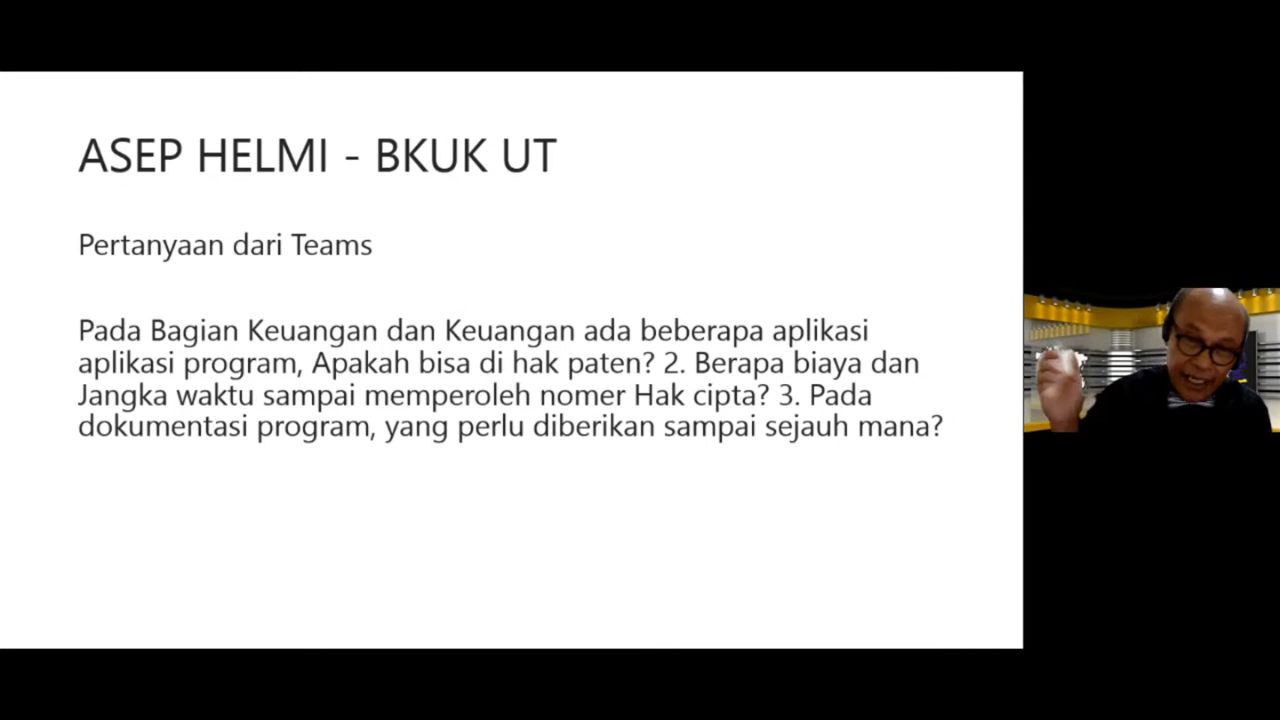 ASEP HELMI - BKUK UT
Pertanyaan dari Teams
Pada Bagian Keuangan dan Keuangan ada beberapa aplikasi
aplikasi program, Apakah bisa di hak paten? 2. Berapa biaya dan
Jangka waktu sampai memperoleh nomer Hak cipta? 3. Pada
dokumentasi program, yang perlu diberikan sampai sejauh mana?